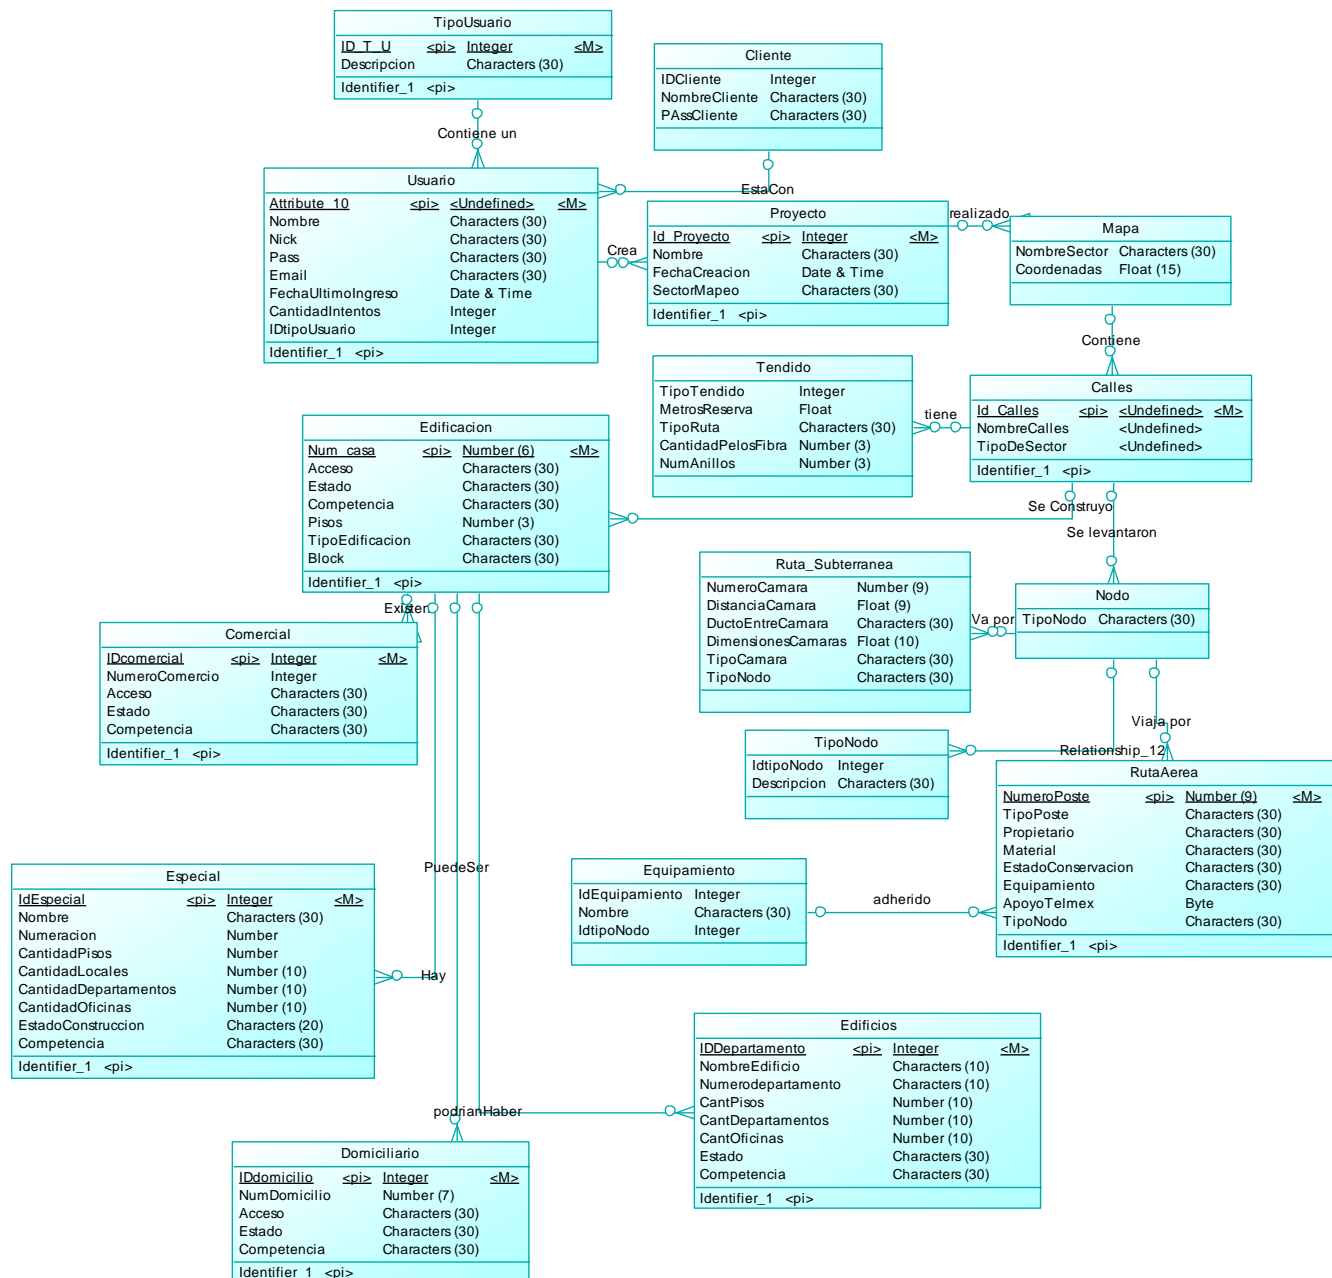 TipoUsuario
ID_T_U <pi> Integer <M>
Descripcion Characters (30)
Identifier_1 <pi>
Contiene un
Cliente
IDCliente Integer
NombreCliente Characters (30)
PAssCliente Characters (30)
EstaCon
Usuario
Attribute_10 <pi> <Undefined> <M>
Nombre Characters (30)
Nick Characters (30)
Pass Characters (30)
Email Characters (30)
FechaUltimoIngreso Date & Time
CantidadIntentos Integer
IDtipoUsuario Integer
Identifier_1 <pi>
Crea
Proyecto
Id_Proyecto <pi> Integer <M>
Nombre Characters (30)
FechaCreacion Date & Time
SectorMapeo Characters (30)
Identifier_1 <pi>
realizado
Mapa
NombreSector Characters (30)
Coordenadas Float (15)
Contiene
Tendido
TipoTendido Integer
MetrosReserva Float
TipoRuta Characters (30)
CantidadPelosFibra Number (3)
NumAnillos Number (3)
tiene
Calles
Id_Calles <pi> <Undefined> <M>
NombreCalles <Undefined>
TipoDeSector <Undefined>
Identifier_1 <pi>
Se Construyo
Se levantaron
Edificacion
Num_casa <pi> Number (6) <M>
Acceso Characters (30)
Estado Characters (30)
Competencia Characters (30)
Pisos Number (3)
TipoEdificacion Characters (30)
Block Characters (30)
Identifier_1 <pi>
Existen
Ruta_Subterranea
NumeroCamara Number (9)
DistanciaCamara Float (9)
DuctoEntreCamara Characters (30)
DimensionesCamaras Float (10)
TipoCamara Characters (30)
TipoNodo Characters (30)
Va por
Nodo
TipoNodo Characters (30)
Comercial
IDcomercial <pi> Integer <M>
NumeroComercio Integer
Acceso Characters (30)
Estado Characters (30)
Competencia Characters (30)
Identifier_1 <pi>
Viaja por
Relationship_12
TipoNodo
IdtipoNodo Integer
Descripcion Characters (30)
RutaAerea
NumeroPoste <pi> Number (9) <M>
TipoPoste Characters (30)
Propietario Characters (30)
Material Characters (30)
EstadoConservacion Characters (30)
Equipamiento Characters (30)
ApoyoTelmex Byte
TipoNodo Characters (30)
Identifier_1 <pi>
PuedeSer
Equipamiento
IdEquipamiento Integer
Nombre Characters (30)
IdtipoNodo Integer
adherido
Especial
IdEspecial <pi> Integer <M>
Nombre Characters (30)
Numeracion Number
CantidadPisos Number
CantidadLocales Number (10)
CantidadDepartamentos Number (10)
CantidadOficinas Number (10)
EstadoConstruccion Characters (20)
Competencia Characters (30)
Identifier_1 <pi>
Hay
Edificios
IDDepartamento <pi> Integer <M>
NombreEdificio Characters (10)
Numerodepartamento Characters (10)
CantPisos Number (10)
CantDepartamentos Number (10)
CantOficinas Number (10)
Estado Characters (30)
Competencia Characters (30)
Identifier_1 <pi>
podrianHaber
Domiciliario
IDdomicilio <pi> Integer <M>
NumDomicilio Number (7)
Acceso Characters (30)
Estado Characters (30)
Competencia Characters (30)
Identifier_1 <pi>